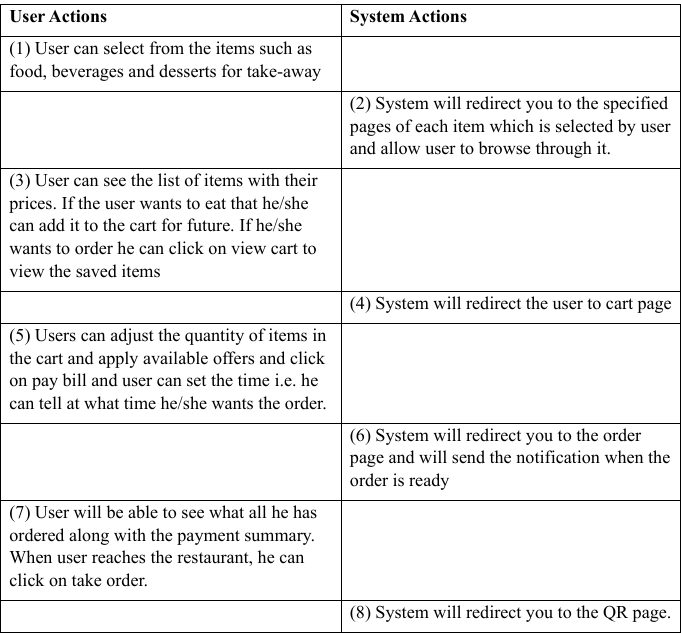 User Actions
System Actions
(1) User can select from the items such as
food, beverages and desserts for take-away
(2) System will redirect you to the specified
pages of each item which is selected by user
and allow user to browse through it.
(3) User can see the list of items with their
prices. If the user wants to eat that he/she
can add it to the cart for future. If he/she
wants to order he can click on view cart to
view the saved items
(4) System will redirect the user to cart page
(5) Users can adjust the quantity of items in
the cart and apply available offers and click
on pay bill and user can set the time i.e. he
can tell at what time he/she wants the order.
(6) System will redirect you to the order
page and will send the notification when the
order is ready
(7) User will be able to see what all he has
ordered along with the payment summary.
When user reaches the restaurant, he can
click on take order.
(8) System will redirect you to the QR page.